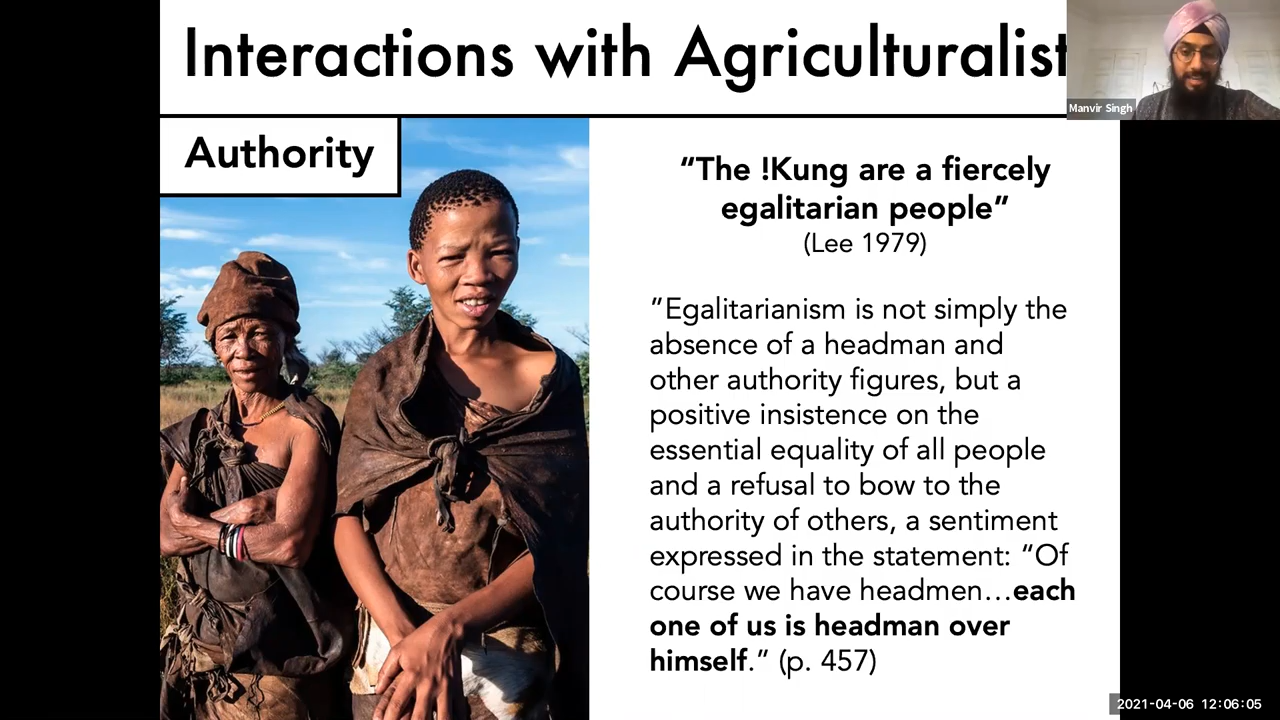 Interactions with Agriculturalist
Manvir Singh
Authority
“The !Kung are a fiercely
egalitarian people”
(Lee 1979)
”Egalitarianism is not simply the
absence of a headman and
other authority figures, but a
positive insistence on the
essential equality of all people
and a refusal to bow to the
authority of others, a sentiment
expressed in the statement: “Of
course we have headmen…each
one of us is headman over
himself.” (p. 457)
2021-04-06 12:06:05